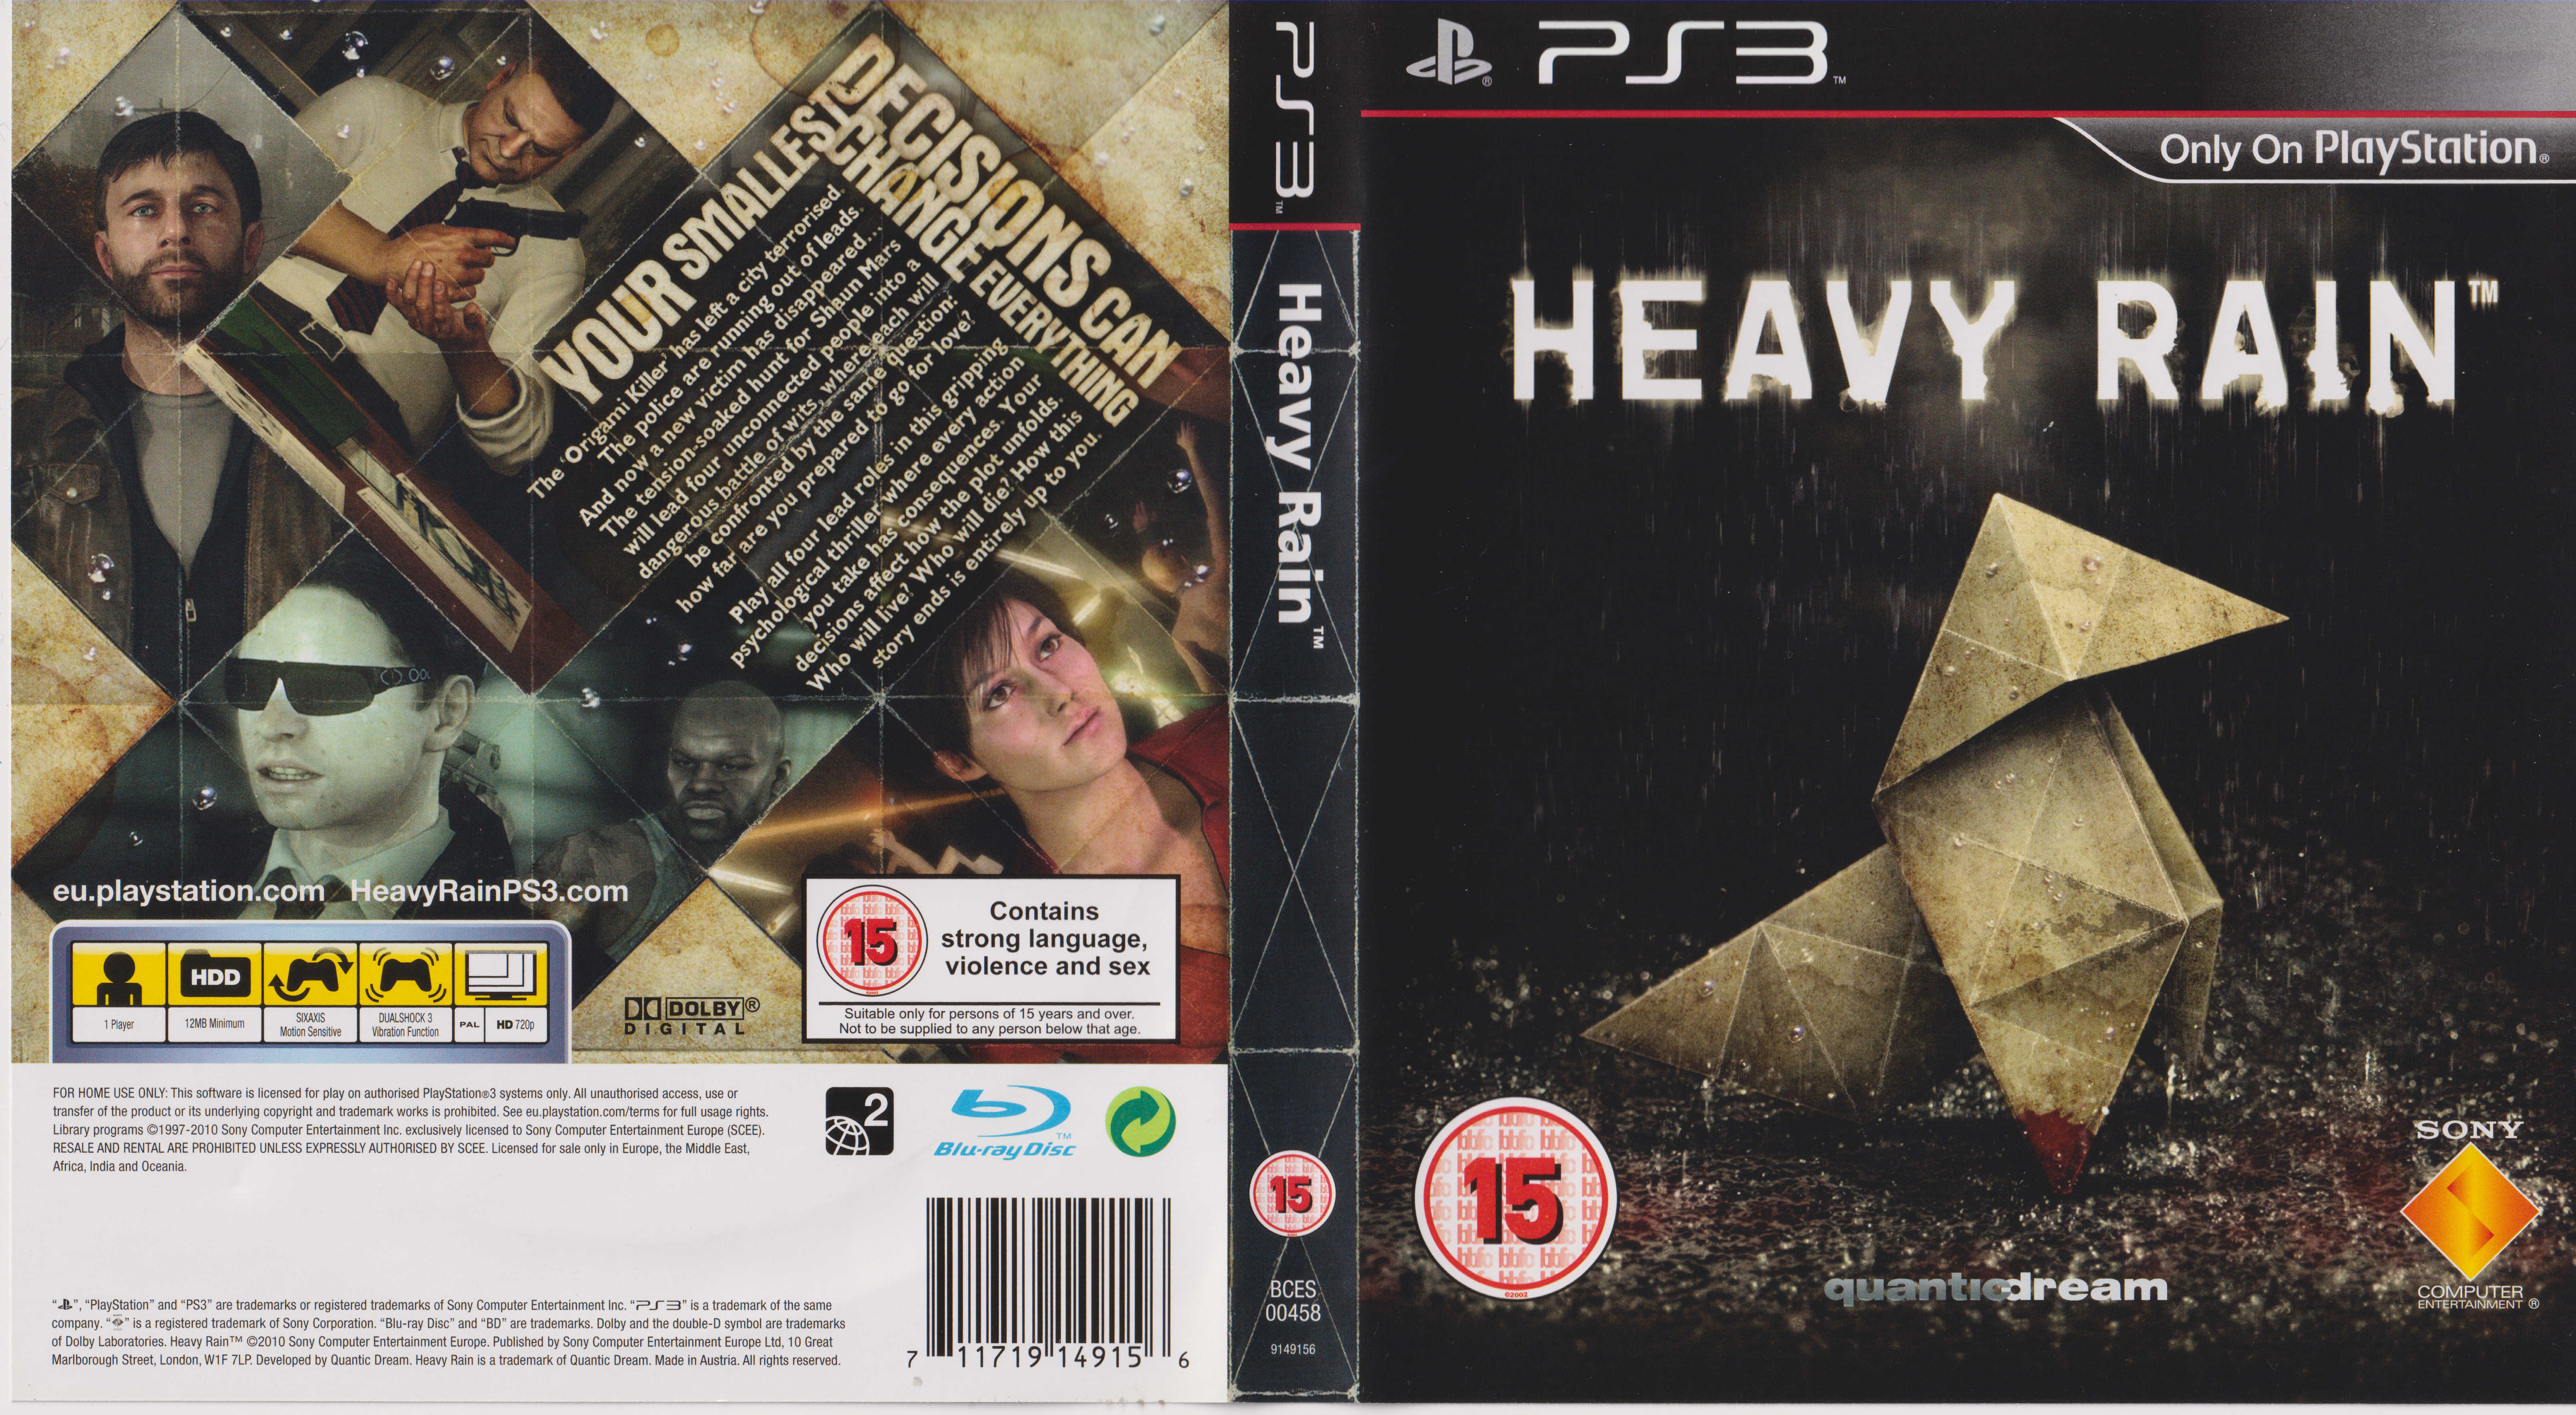 YOUR SMALLEST
DECISIONS CAN
CHANGE EVERYTHING
The 'Origami Killer' has left a city terrorised.
The police are running out of leads.
And now a new victim has disappeared...
The tension-soaked hunt for Shaun Mars
will lead four unconnected people into a
dangerous battle of wits, where each will
be confronted by the same question:
how far are you prepared to go for love?
Play all four lead roles in this gripping
psychological thriller where every action
you take has consequences. Your
decisions affect how the plot unfolds.
Who will live? Who will die? How this
story ends is entirely up to you.
eu.playstation.com HeavyRainPS3.com
HDD
1 Player
12MB Minimum
SIXAXIS
Motion Sensitive
DUALSHOCK 3
Vibration Function
PAL
HD 720p
DOLBY®
DIGITAL
15
Contains
strong language,
violence and sex
Suitable only for persons of 15 years and over.
Not to be supplied to any person below that age.
FOR HOME USE ONLY: This software is licensed for play on authorised PlayStation®3 systems only. All unauthorised access, use or
transfer of the product or its underlying copyright and trademark works is prohibited. See eu.playstation.com/terms for full usage rights.
Library programs ©1997-2010 Sony Computer Entertainment Inc. exclusively licensed to Sony Computer Entertainment Europe (SCEE).
RESALE AND RENTAL ARE PROHIBITED UNLESS EXPRESSLY AUTHORISED BY SCEE. Licensed for sale only in Europe, the Middle East,
Africa, India and Oceania.
2
Blu-ray Disc™
"", "PlayStation" and "PS3" are trademarks or registered trademarks of Sony Computer Entertainment Inc. "PS3" is a trademark of the same
company. "" is a registered trademark of Sony Corporation. "Blu-ray Disc" and "BD" are trademarks. Dolby and the double-D symbol are trademarks
of Dolby Laboratories. Heavy Rain™ ©2010 Sony Computer Entertainment Europe. Published by Sony Computer Entertainment Europe Ltd, 10 Great
Marlborough Street, London, W1F 7LP. Developed by Quantic Dream. Heavy Rain is a trademark of Quantic Dream. Made in Austria. All rights reserved.
7 11719 14915 6
PS3™
Heavy Rain™
15
BCES
00458
9149156
PS3™
Only On PlayStation®
HEAVY RAIN™
15
bbfc
©2002
quanticdream
SONY
COMPUTER
ENTERTAINMENT ®